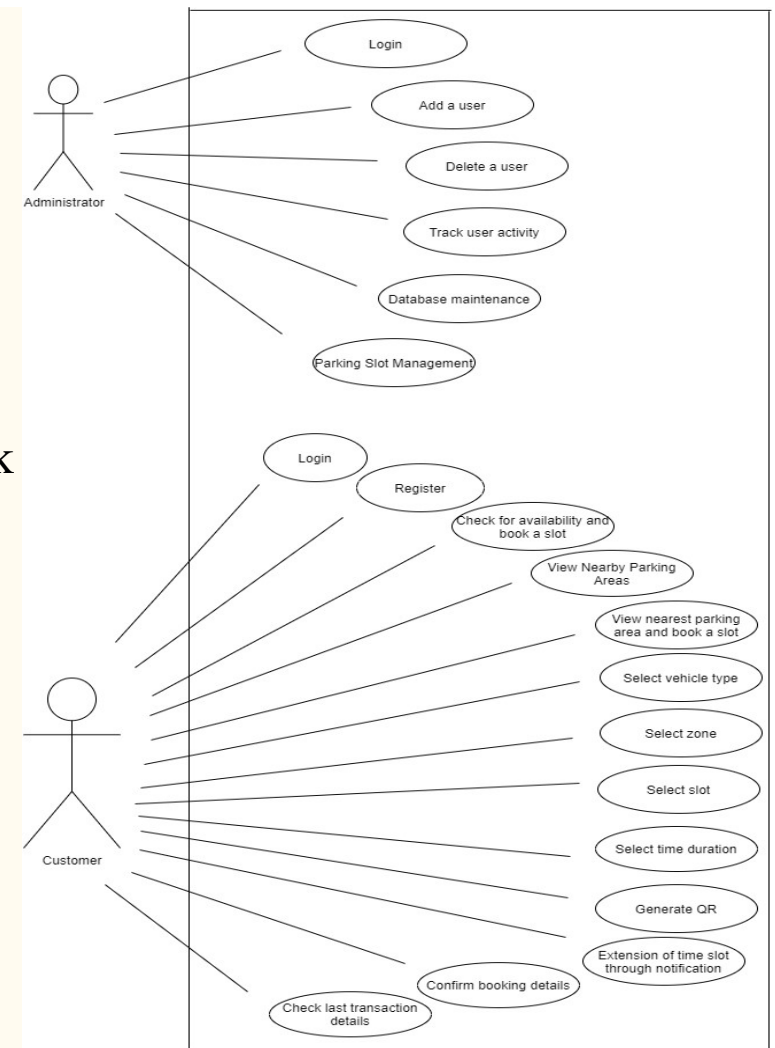 Login
Add a user
Delete a user
Administrator
Track user activity
Database maintenance
Parking Slot Management
k
Login
Register
Check for availability and
book a slot
View Nearby Parking
Areas
View nearest parking
area and book a slot
Select vehicle type
Select zone
Select slot
Select time duration
Customer
Generate QR
Extension of time slot
through notification
Confirm booking details
Check last transaction
details